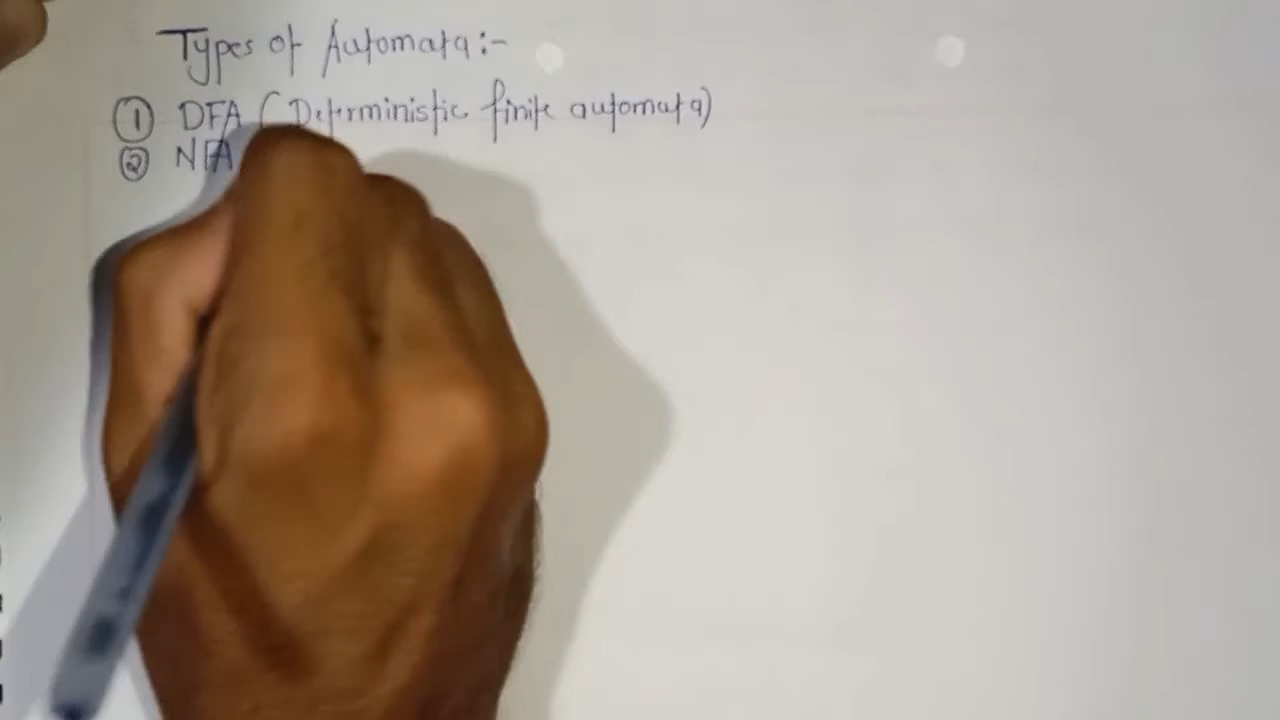 Types of Automata:-
① DFA (Deterministic finite automata)
② NFA